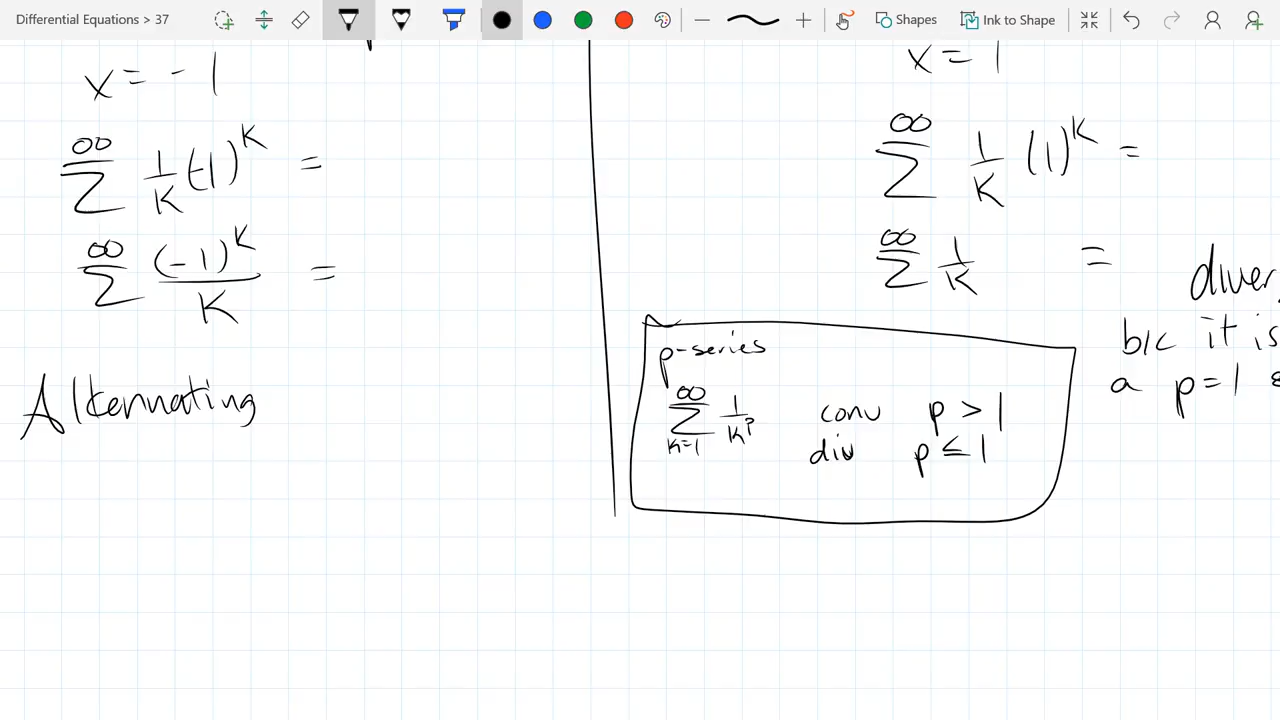 Differential Equations > 37
Shapes
Ink to Shape
x = -1
∞ Σ 1/K (-1)^K =
∞ Σ (-1)^K / K =
Alternating
x = 1
∞ Σ 1/K (1)^K =
∞ Σ 1/K =
diver
b/c it is
a p=1
p-series
∞ Σ K=1 1/K^p conv p > 1
div p ≤ 1